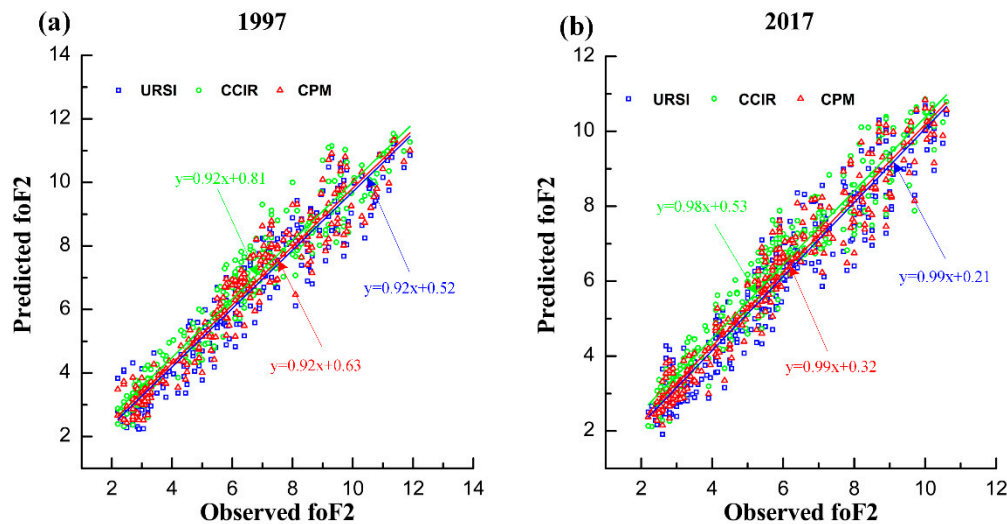 (a)
1997
14
12
10
8
6
4
2
Predicted foF2
URSI CCIR CPM
y=0.92x+0.81
y=0.92x+0.52
y=0.92x+0.63
2 4 6 8 10 12 14
Observed foF2
(b)
2017
12
10
8
6
4
2
Predicted foF2
URSI CCIR CPM
y=0.98x+0.53
y=0.99x+0.21
y=0.99x+0.32
2 4 6 8 10 12
Observed foF2